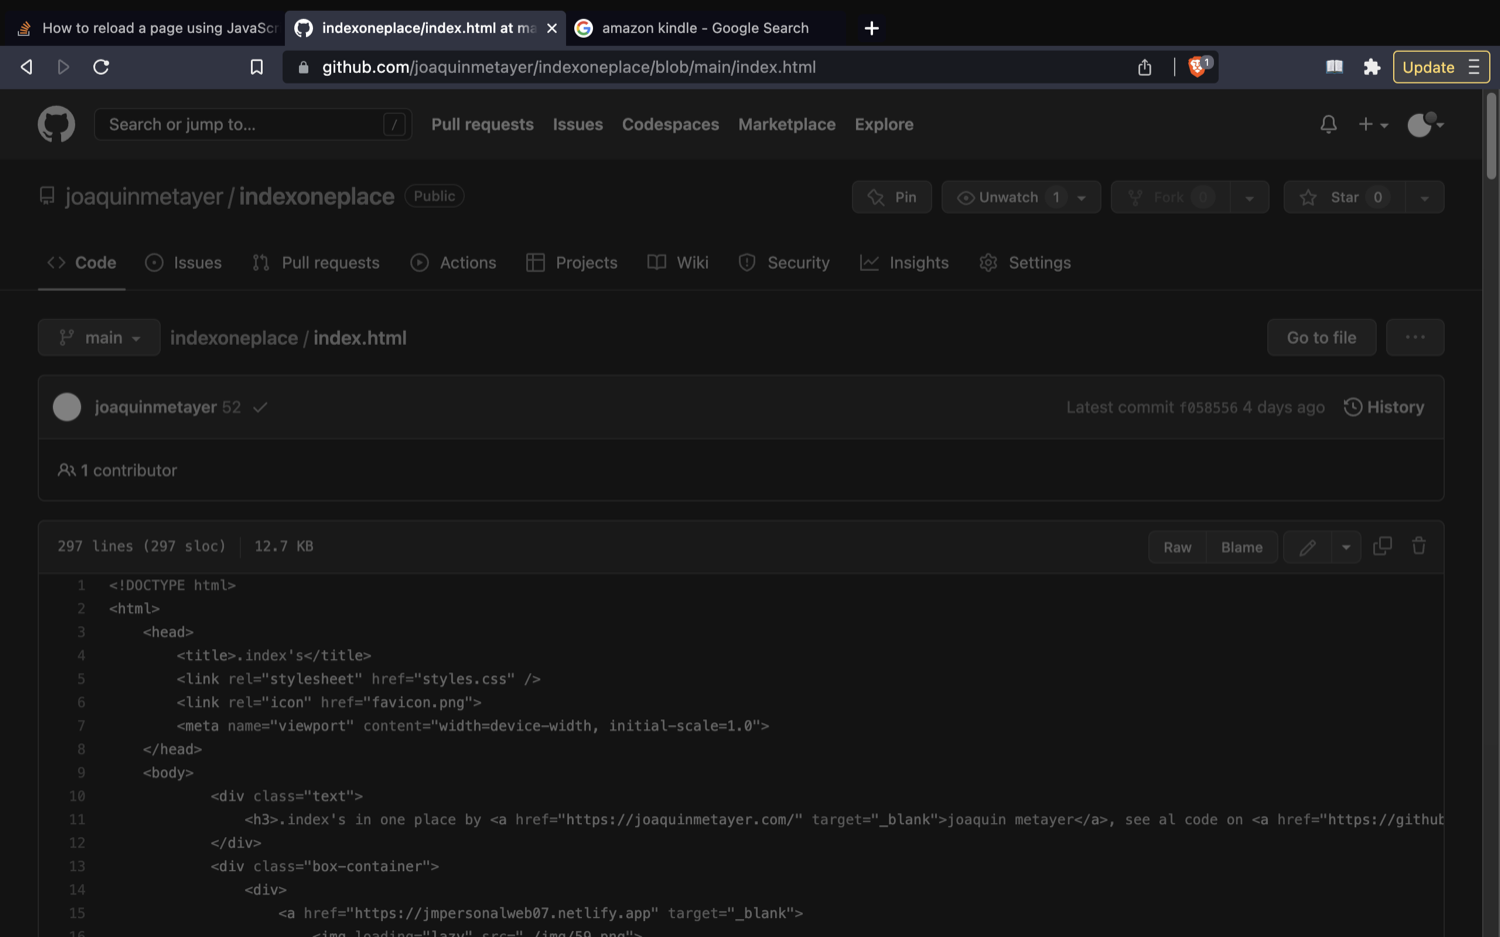 How to reload a page using JavaScr
indexoneplace/index.html at ma
amazon kindle - Google Search
github.com/joaquinmetayer/indexoneplace/blob/main/index.html
1
Update
Search or jump to...
/
Pull requests
Issues
Codespaces
Marketplace
Explore
joaquinmetayer / indexoneplace
Public
Pin
Unwatch 1
Fork 0
Star 0
Code
Issues
Pull requests
Actions
Projects
Wiki
Security
Insights
Settings
main
indexoneplace / index.html
Go to file
joaquinmetayer 52
Latest commit f058556 4 days ago
History
1 contributor
297 lines (297 sloc)
12.7 KB
Raw
Blame
1 <!DOCTYPE html>
2 <html>
3 <head>
4 <title>.index's</title>
5 <link rel="stylesheet" href="styles.css" />
6 <link rel="icon" href="favicon.png">
7 <meta name="viewport" content="width=device-width, initial-scale=1.0">
8 </head>
9 <body>
10 <div class="text">
11 <h3>.index's in one place by <a href="https://joaquinmetayer.com/" target="_blank">joaquin metayer</a>, see al code on <a href="https://github
12 </div>
13 <div class="box-container">
14 <div>
15 <a href="https://jmpersonalweb07.netlify.app" target="_blank">
16 <img loading="lazy" src="./img/59.png">